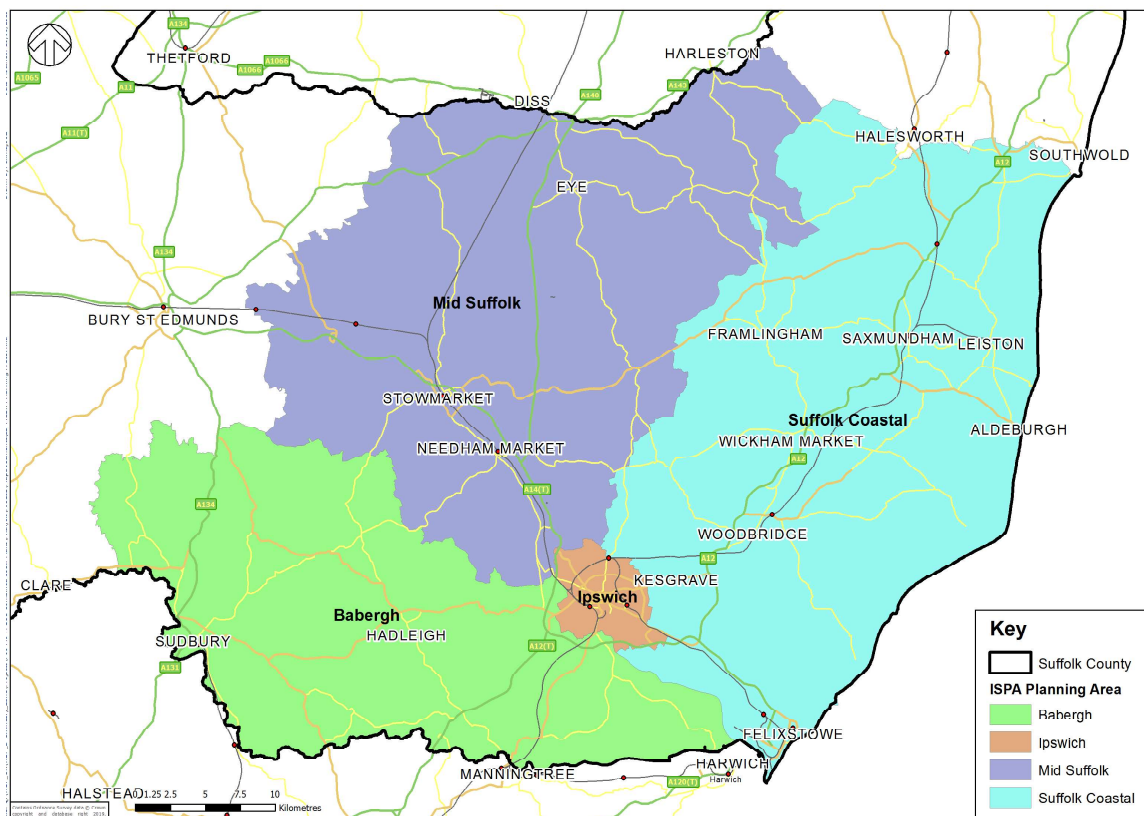 A134
THETFORD
A1066
A1066
A1065
A11
A11(T)
HARLESTON
A143
A140
DISS
HALESWORTH
A12
SOUTHWOLD
EYE
A134
Mid Suffolk
BURY ST EDMUNDS
FRAMLINGHAM
SAXMUNDHAM
LEISTON
STOWMARKET
Suffolk Coastal
ALDEBURGH
WICKHAM MARKET
NEEDHAM MARKET
A12
A14(T)
A134
WOODBRIDGE
A12
KESGRAVE
CLARE
Ipswich
Babergh
HADLEIGH
SUDBURY
A12(T)
A131
FELIXSTOWE
HARWICH
Harwich
MANNINGTREE
A120(T)
HALSTEAD
0 1.25 2.5 5 7.5 10
Kilometres
Key
Suffolk County
ISPA Planning Area
Babergh
Ipswich
Mid Suffolk
Suffolk Coastal